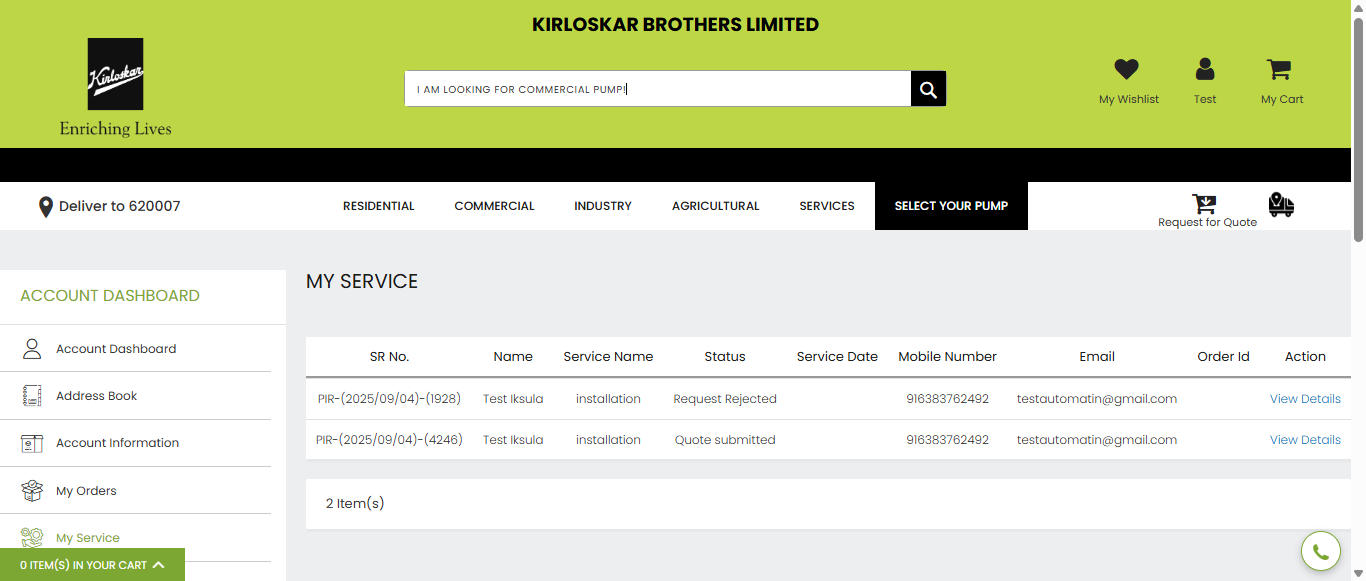 KIRLOSKAR BROTHERS LIMITED
Kirloskar
Enriching Lives
I AM LOOKING FOR COMMERCIAL PUMP!
My Wishlist
Test
My Cart
Deliver to 620007
RESIDENTIAL
COMMERCIAL
INDUSTRY
AGRICULTURAL
SERVICES
SELECT YOUR PUMP
Request for Quote
ACCOUNT DASHBOARD
Account Dashboard
Address Book
Account Information
My Orders
My Service
0 ITEM(S) IN YOUR CART
MY SERVICE
SR No. Name Service Name Status Service Date Mobile Number Email Order Id Action
PIR-(2025/09/04)-(1928) Test Iksula installation Request Rejected 916383762492 testautomatin@gmail.com View Details
PIR-(2025/09/04)-(4246) Test Iksula installation Quote submitted 916383762492 testautomatin@gmail.com View Details
2 Item(s)